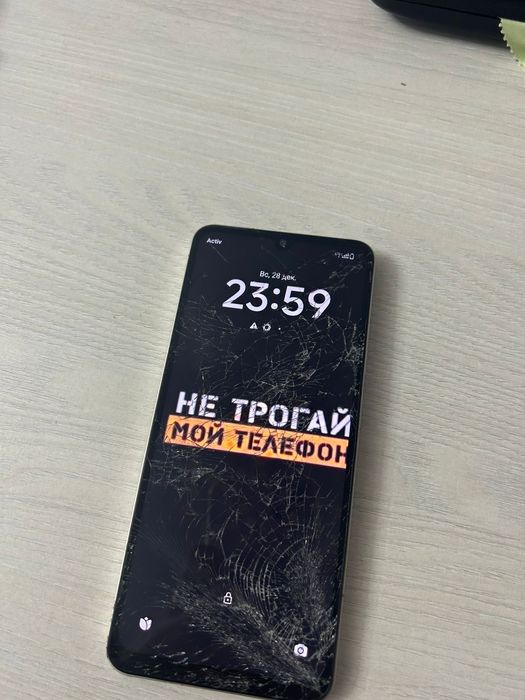 Activ
Вс, 28 дек.
23:59
НЕ ТРОГАЙ
МОЙ ТЕЛЕФОН